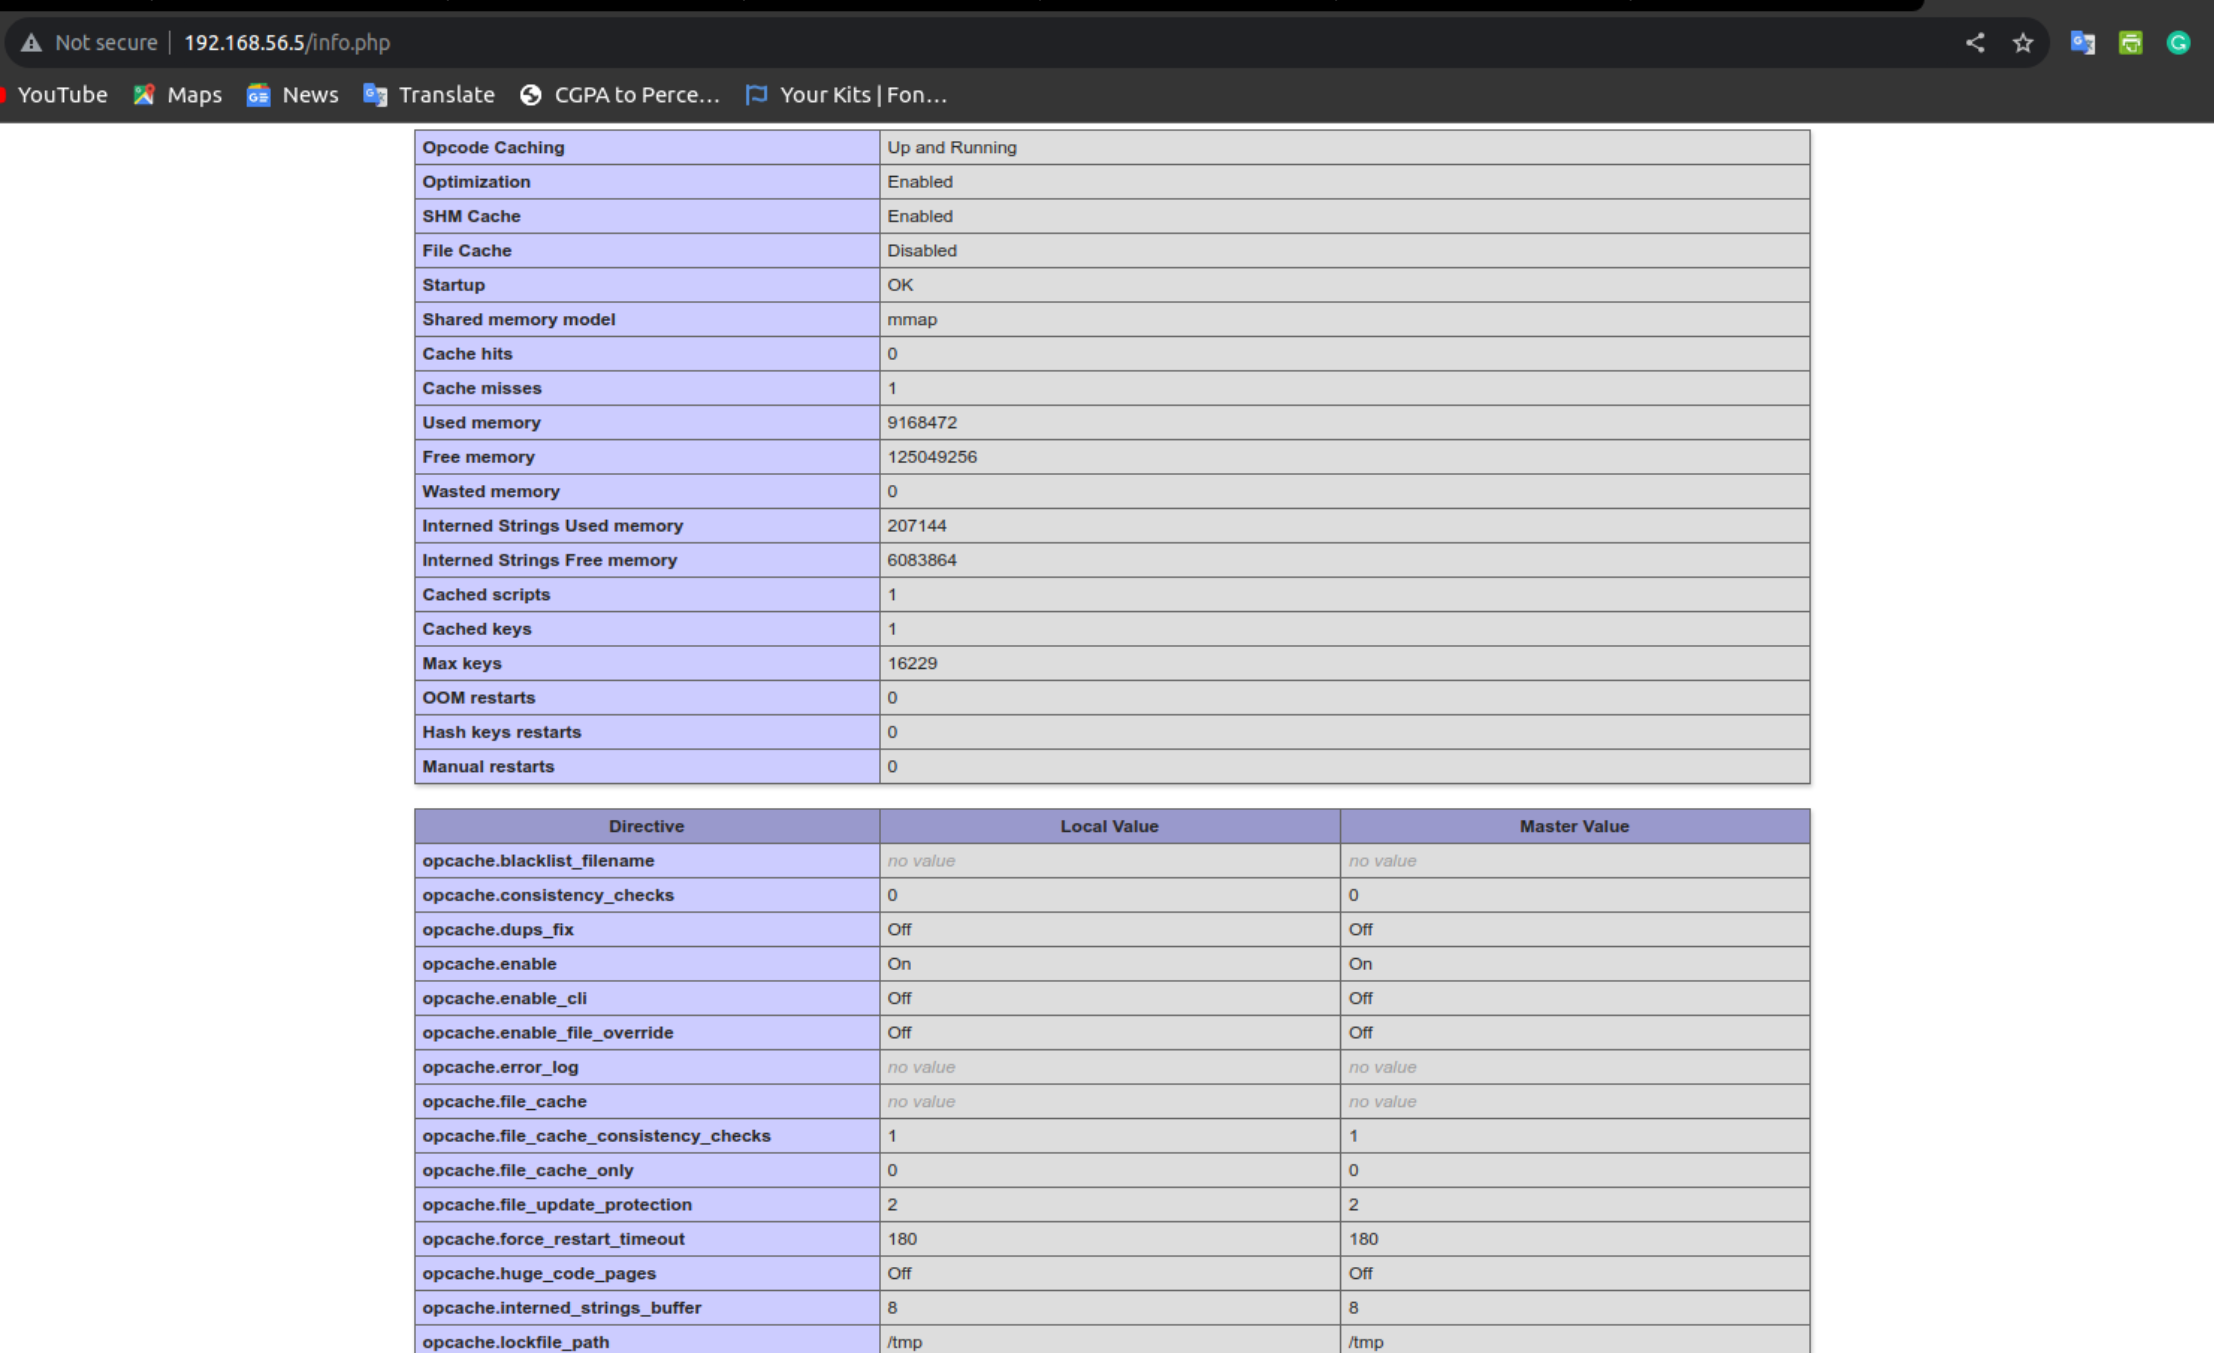 Not secure | 192.168.56.5/info.php
YouTube Maps News Translate CGPA to Perce... Your Kits | Fon...
Opcode Caching Up and Running
Optimization Enabled
SHM Cache Enabled
File Cache Disabled
Startup OK
Shared memory model mmap
Cache hits 0
Cache misses 1
Used memory 9168472
Free memory 125049256
Wasted memory 0
Interned Strings Used memory 207144
Interned Strings Free memory 6083864
Cached scripts 1
Cached keys 1
Max keys 16229
OOM restarts 0
Hash keys restarts 0
Manual restarts 0
Directive Local Value Master Value
opcache.blacklist_filename no value no value
opcache.consistency_checks 0 0
opcache.dups_fix Off Off
opcache.enable On On
opcache.enable_cli Off Off
opcache.enable_file_override Off Off
opcache.error_log no value no value
opcache.file_cache no value no value
opcache.file_cache_consistency_checks 1 1
opcache.file_cache_only 0 0
opcache.file_update_protection 2 2
opcache.force_restart_timeout 180 180
opcache.huge_code_pages Off Off
opcache.interned_strings_buffer 8 8
opcache.lockfile_path /tmp /tmp